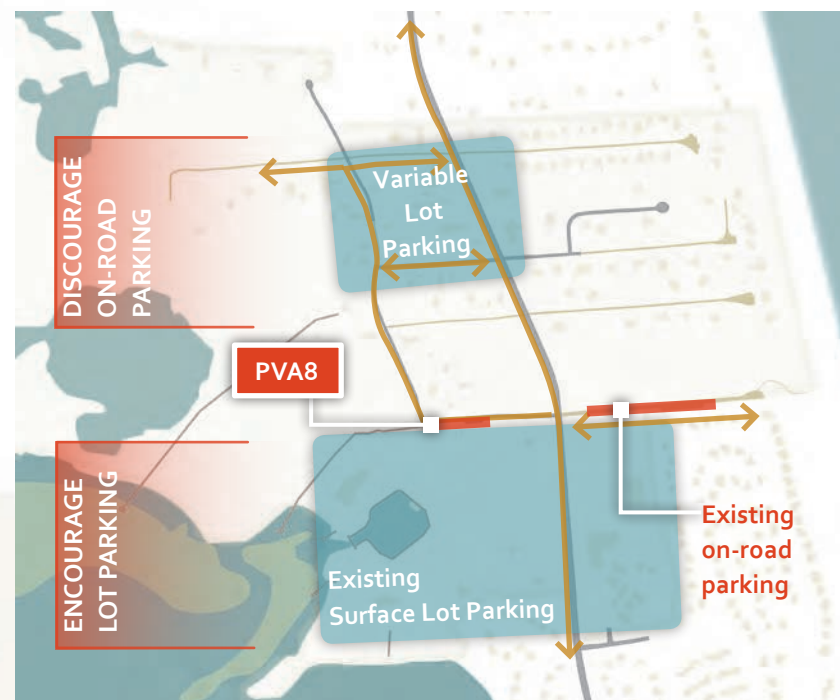 DISCOURAGE
ON-ROAD
PARKING
Variable
Lot
Parking
PVA8
ENCOURAGE
LOT PARKING
Existing
Surface Lot Parking
Existing
on-road
parking